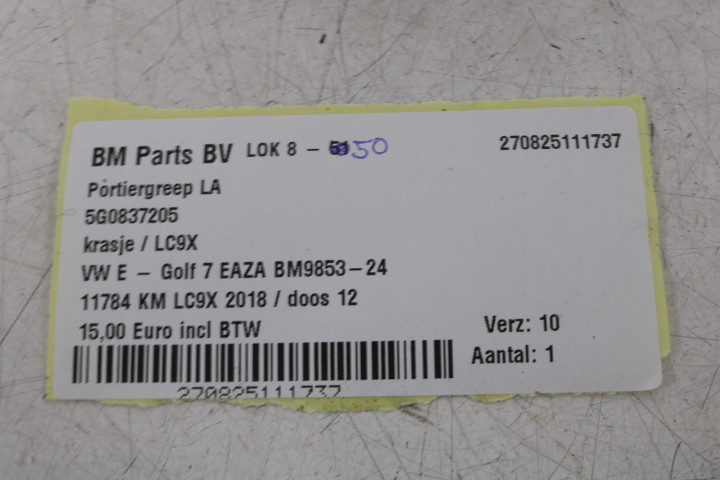 BM Parts BV LOK 8 - 50 270825111737
Portiergreep LA
5G0837205
krasje / LC9X
VW E - Golf 7 EAZA BM9853-24
11784 KM LC9X 2018 / doos 12
15,00 Euro incl BTW Verz: 10
Aantal: 1
270825111737